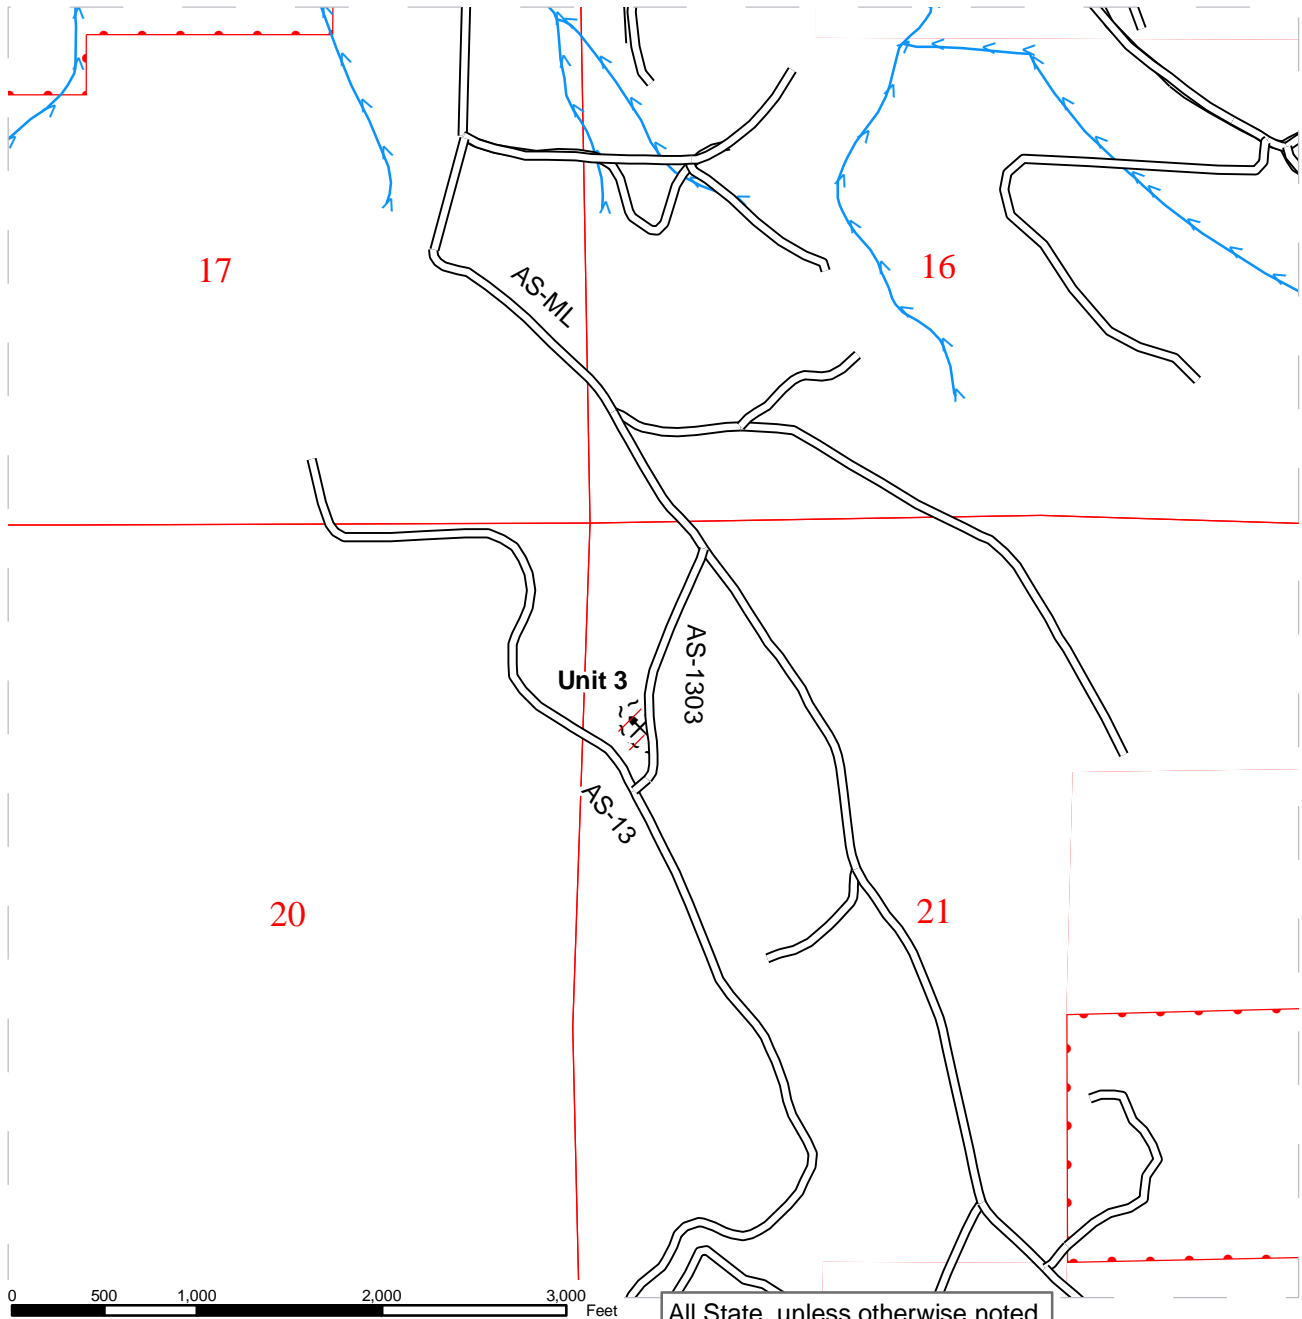 17
16
AS-ML
Unit 3
AS-1303
AS-13
20
21
0 500 1,000 2,000 3,000
Feet
All State, unless otherwise noted